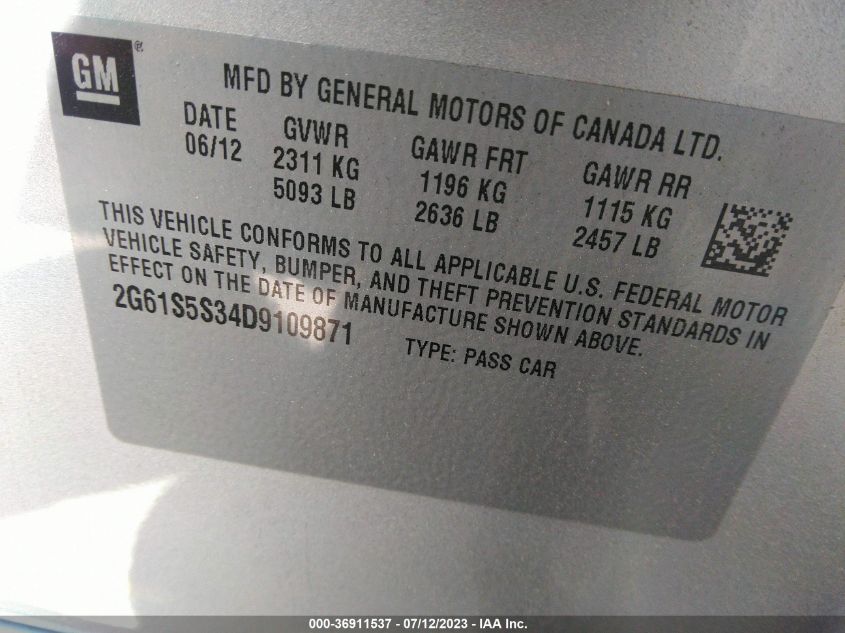 GM®
MFD BY GENERAL MOTORS OF CANADA LTD.
DATE GVWR GAWR FRT GAWR RR
06/12 2311 KG 1196 KG 1115 KG
5093 LB 2636 LB 2457 LB
THIS VEHICLE CONFORMS TO ALL APPLICABLE U.S. FEDERAL MOTOR
VEHICLE SAFETY, BUMPER, AND THEFT PREVENTION STANDARDS IN
EFFECT ON THE DATE OF MANUFACTURE SHOWN ABOVE.
2G61S5S34D9109871 TYPE: PASS CAR
000-36911537 - 07/12/2023 - IAA Inc.